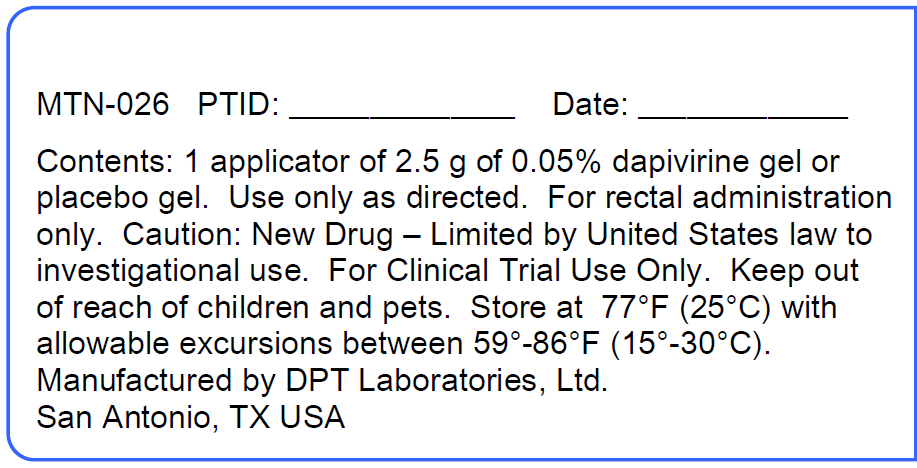 MTN-026   PTID: _____________    Date: ____________
Contents: 1 applicator of 2.5 g of 0.05% dapivirine gel or
placebo gel.  Use only as directed.  For rectal administration
only.  Caution: New Drug – Limited by United States law to
investigational use.  For Clinical Trial Use Only.  Keep out
of reach of children and pets.  Store at  77°F (25°C) with
allowable excursions between 59°-86°F (15°-30°C).
Manufactured by DPT Laboratories, Ltd.
San Antonio, TX USA